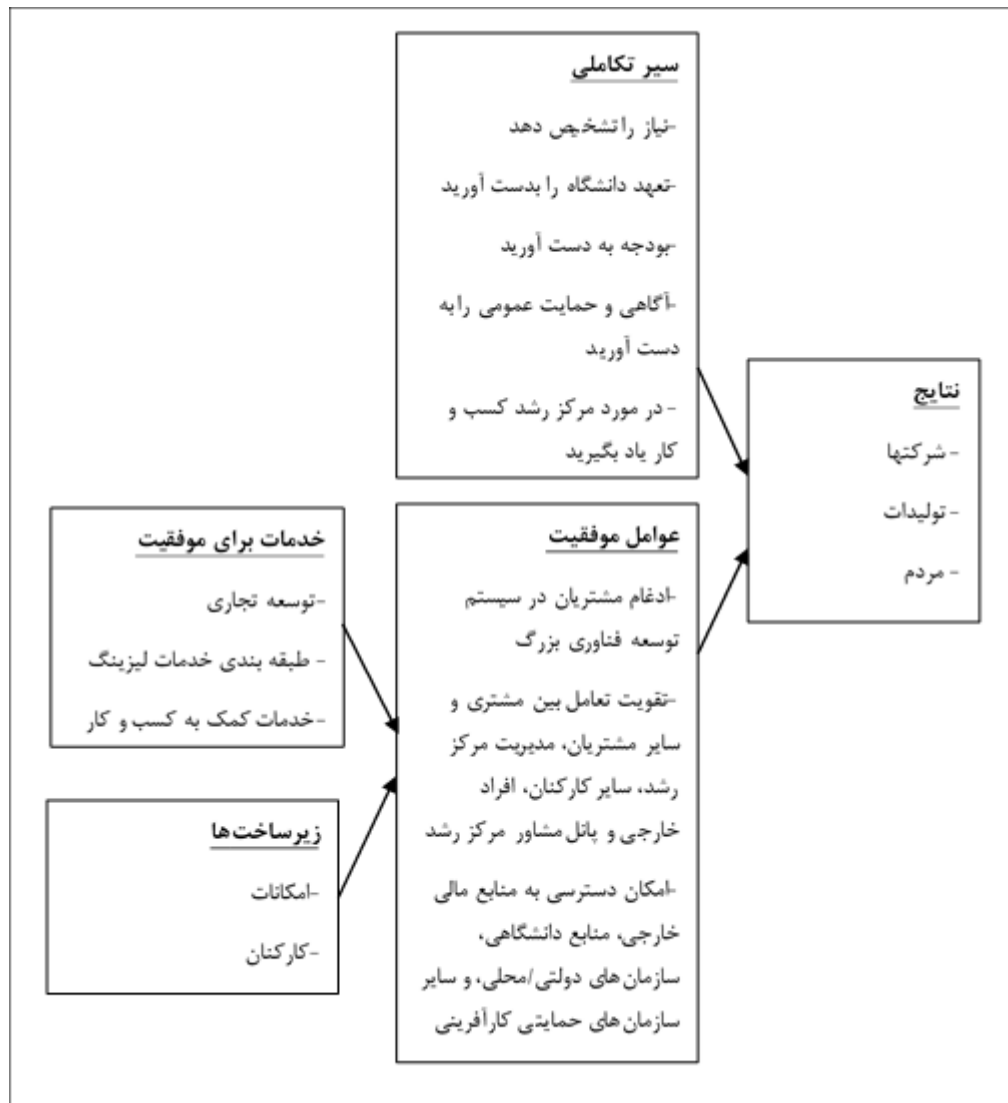 سیر تکاملی
-نیاز را تشخیص دهد
-تعهد دانشگاه را بدست آورید
-بودجه به دست آورید
-آگاهی و حمایت عمومی را به
دست آورید
- در مورد مرکز رشد کسب و
کار یاد بگیرید
نتایج
- شرکتها
- تولیدات
- مردم
عوامل موفقیت
-ادغام مشتریان در سیستم
توسعه فناوری بزرگ
-تقویت تعامل بین مشتری و
سایر مشتریان، مدیریت مرکز
رشد، سایر کارکنان، افراد
خارجی و پانل مشاور مرکز رشد
-امکان دسترسی به منابع مالی
خارجی، منابع دانشگاهی،
سازمان های دولتی/محلی، و سایر
سازمان های حمایتی کارآفرینی
خدمات برای موفقیت
-توسعه تجاری
- طبقه بندی خدمات لیزینگ
-خدمات کمک به کسب و کار
زیرساخت‌ها
-امکانات
-کارکنان